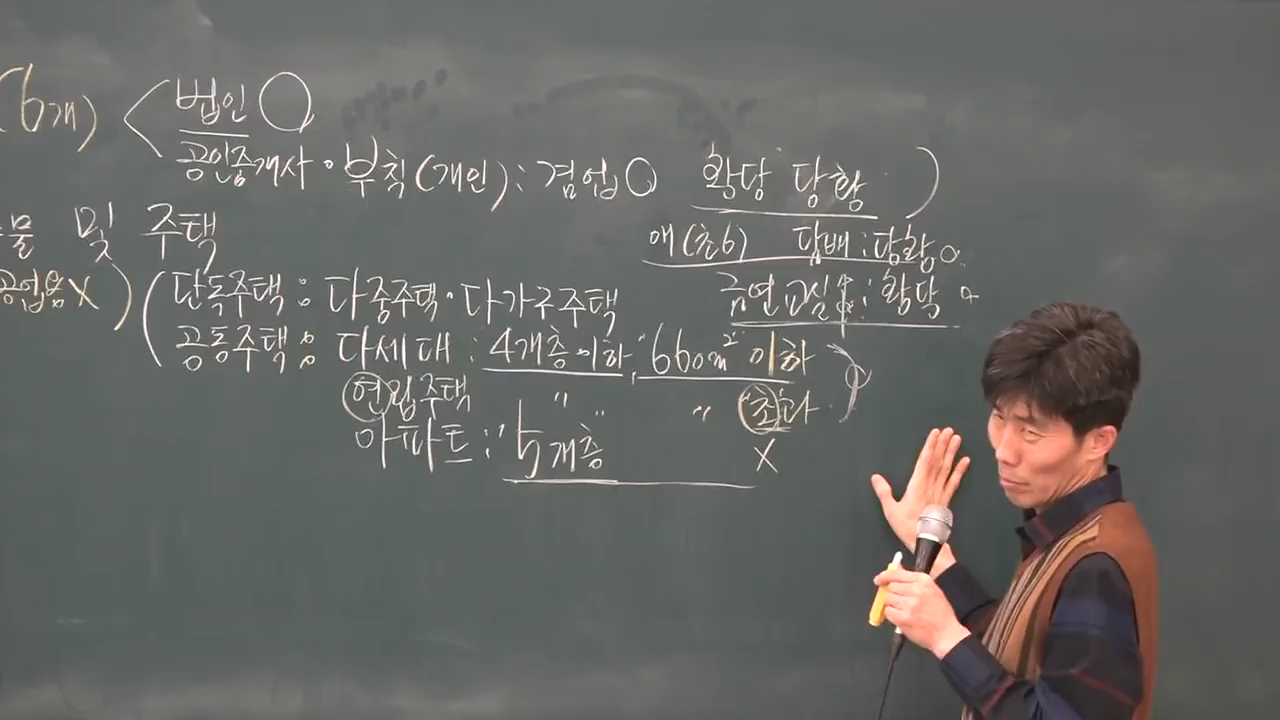 (6개) < 법인 ○
공인중개사·부칙(개인): 겸업○ 황당 당황 )
물 및 주택
애(초6) 담배: 당황○
공업용X ) ( 단독주택: 다중주택·다가구주택
금연교실 : 황당
공동주택: 다세대: 4개층 이하, 660m² 이하
연립주택 " " 초과
아파트: 5개층 X